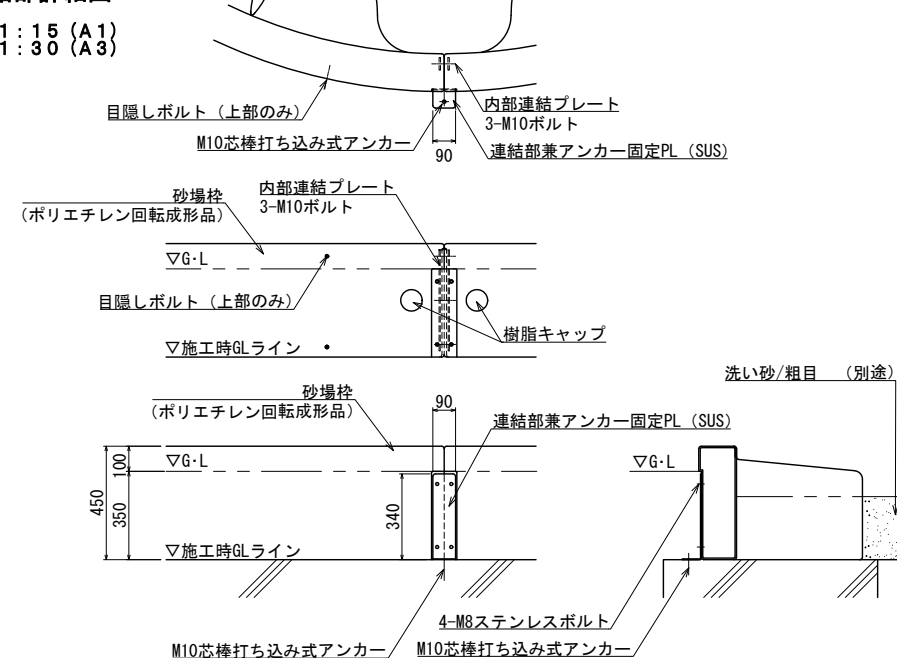 1:15 (A1)
1:30 (A3)
目隠しボルト（上部のみ）
M10芯棒打ち込み式アンカー
90
内部連結プレート
3-M10ボルト
連結部兼アンカー固定PL（SUS）
砂場枠
(ポリエチレン回転成形品)
内部連結プレート
3-M10ボルト
▽G・L
目隠しボルト（上部のみ）
樹脂キャップ
▽施工時GLライン
洗い砂/粗目　（別途）
砂場枠
(ポリエチレン回転成形品)
90
連結部兼アンカー固定PL（SUS）
▽G・L
▽G・L
450
100
350
340
▽施工時GLライン
4-M8ステンレスボルト
M10芯棒打ち込み式アンカー
M10芯棒打ち込み式アンカー